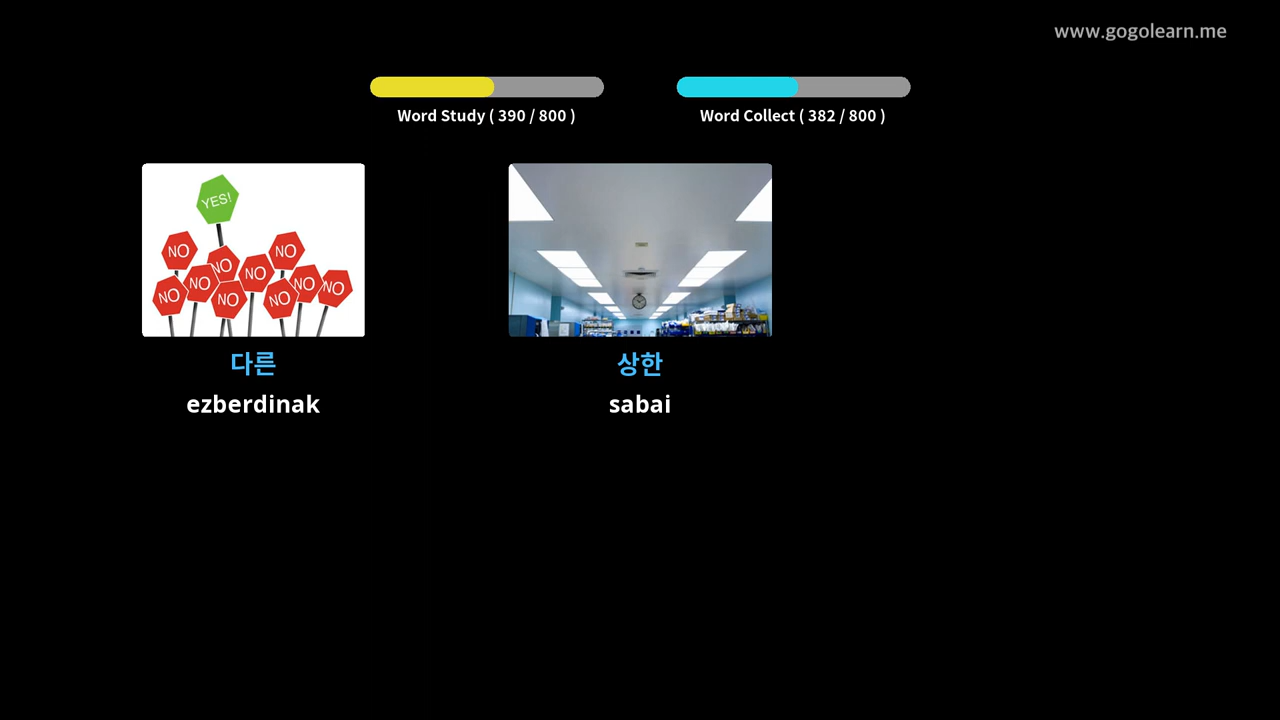 www.gogolearn.me
Word Study ( 390 / 800 )
Word Collect ( 382 / 800 )
YES!
NO
NO
NO
NO
NO
NO
NO
NO
NO
NO
다른
ezberdinak
상한
sabai